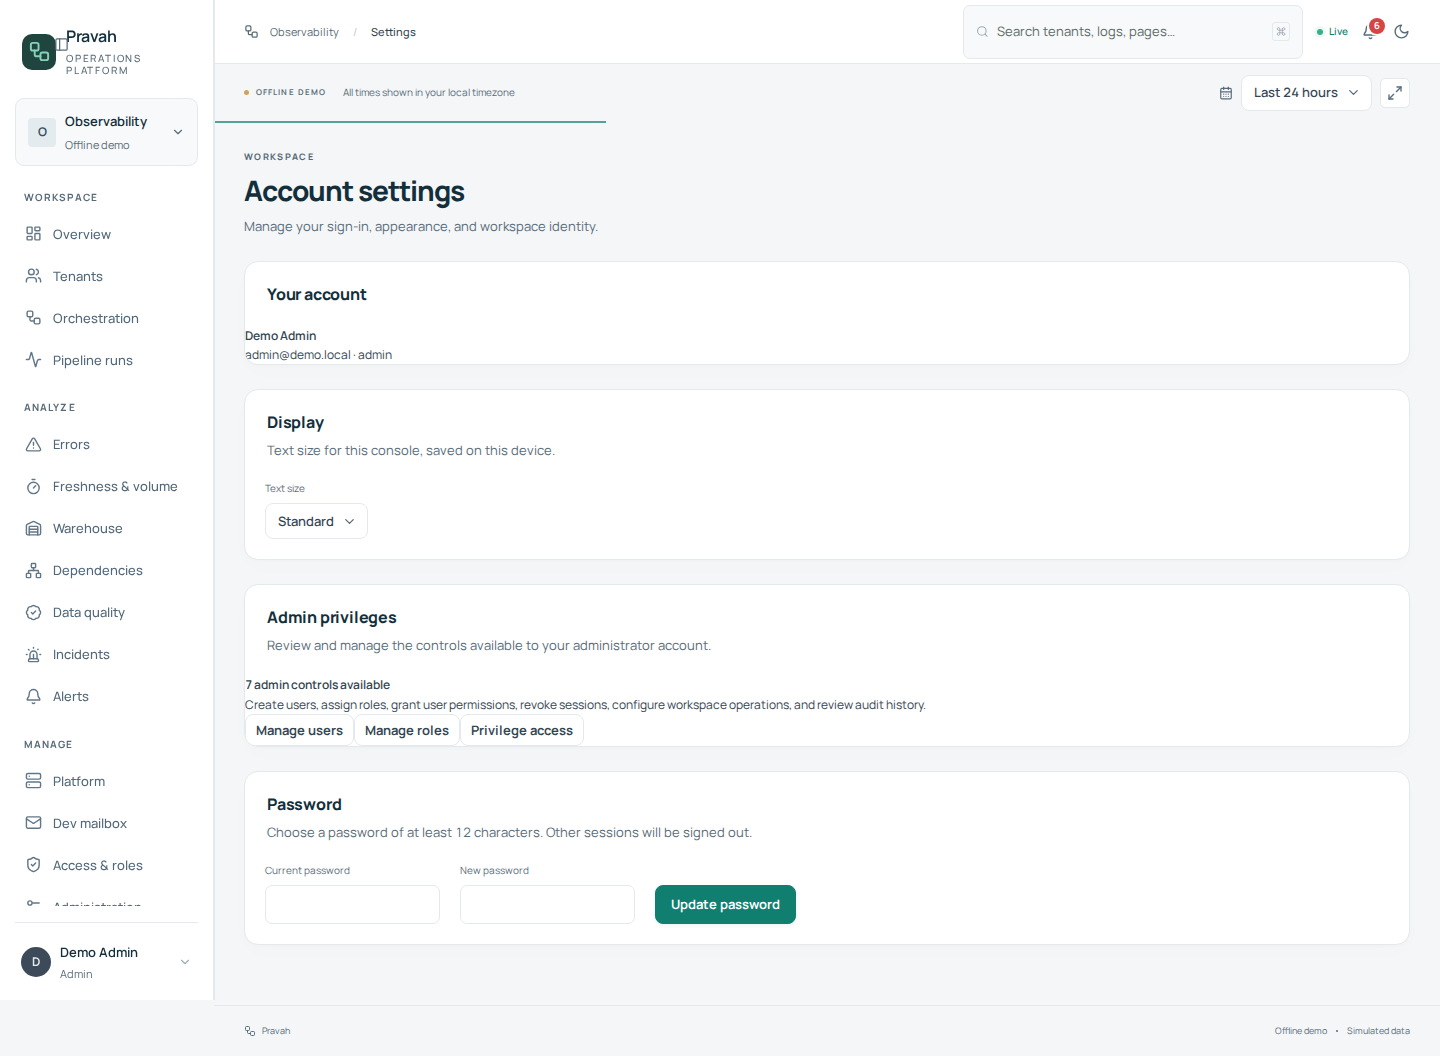 Pravah
OPERATIONS
PLATFORM
O
Observability
Offline demo
WORKSPACE
Overview
Tenants
Orchestration
Pipeline runs
ANALYZE
Errors
Freshness & volume
Warehouse
Dependencies
Data quality
Incidents
Alerts
MANAGE
Platform
Dev mailbox
Access & roles
Administration
D
Demo Admin
Admin
Observability / Settings
Search tenants, logs, pages...
⌘
Live
6
OFFLINE DEMO
All times shown in your local timezone
Last 24 hours
WORKSPACE
Account settings
Manage your sign-in, appearance, and workspace identity.
Your account
Demo Admin
admin@demo.local · admin
Display
Text size for this console, saved on this device.
Text size
Standard
Admin privileges
Review and manage the controls available to your administrator account.
7 admin controls available
Create users, assign roles, grant user permissions, revoke sessions, configure workspace operations, and review audit history.
Manage users
Manage roles
Privilege access
Password
Choose a password of at least 12 characters. Other sessions will be signed out.
Current password
New password
Update password
Pravah
Offline demo • Simulated data